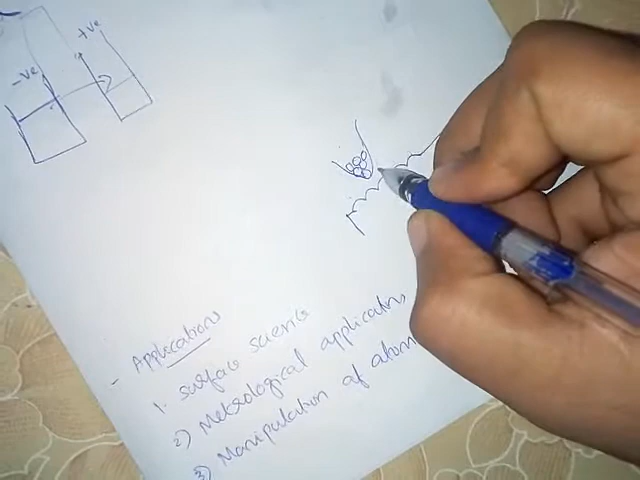 -ve
+ve
- Applications
1. Surface science
2) Metrological applications
3) Manipulation of atom